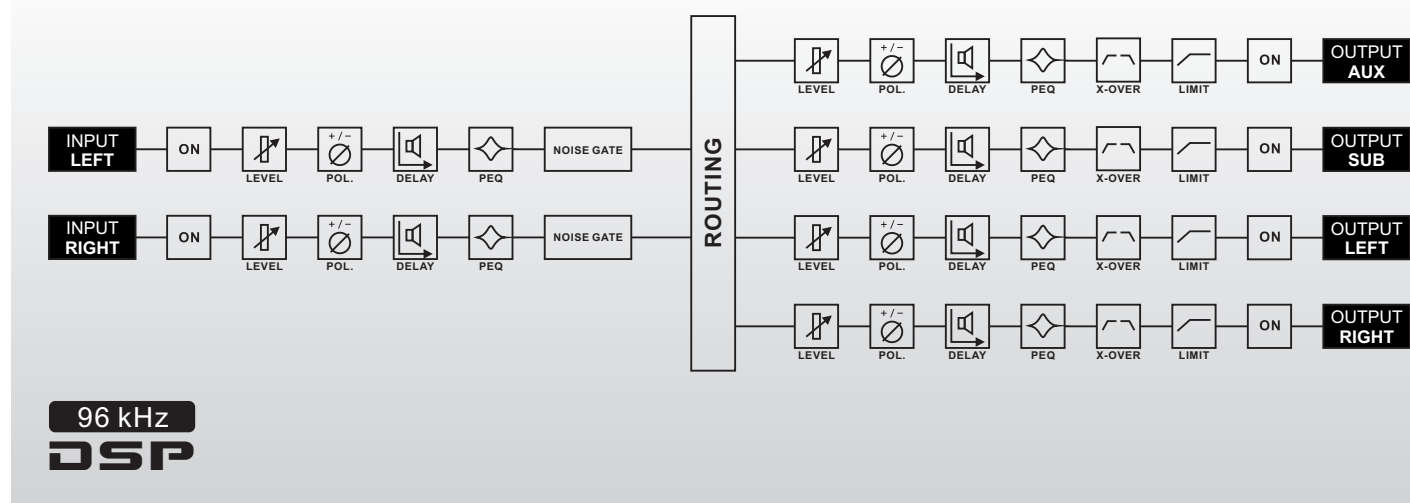 + / –
LEVEL POL. DELAY PEQ X-OVER LIMIT ON
OUTPUT
AUX
INPUT
LEFT
ON
+ / –
LEVEL POL. DELAY PEQ
NOISE GATE
ROUTING
+ / –
LEVEL POL. DELAY PEQ X-OVER LIMIT ON
OUTPUT
SUB
INPUT
RIGHT
ON
+ / –
LEVEL POL. DELAY PEQ
NOISE GATE
+ / –
LEVEL POL. DELAY PEQ X-OVER LIMIT ON
OUTPUT
LEFT
+ / –
LEVEL POL. DELAY PEQ X-OVER LIMIT ON
OUTPUT
RIGHT
96 kHz
DSP